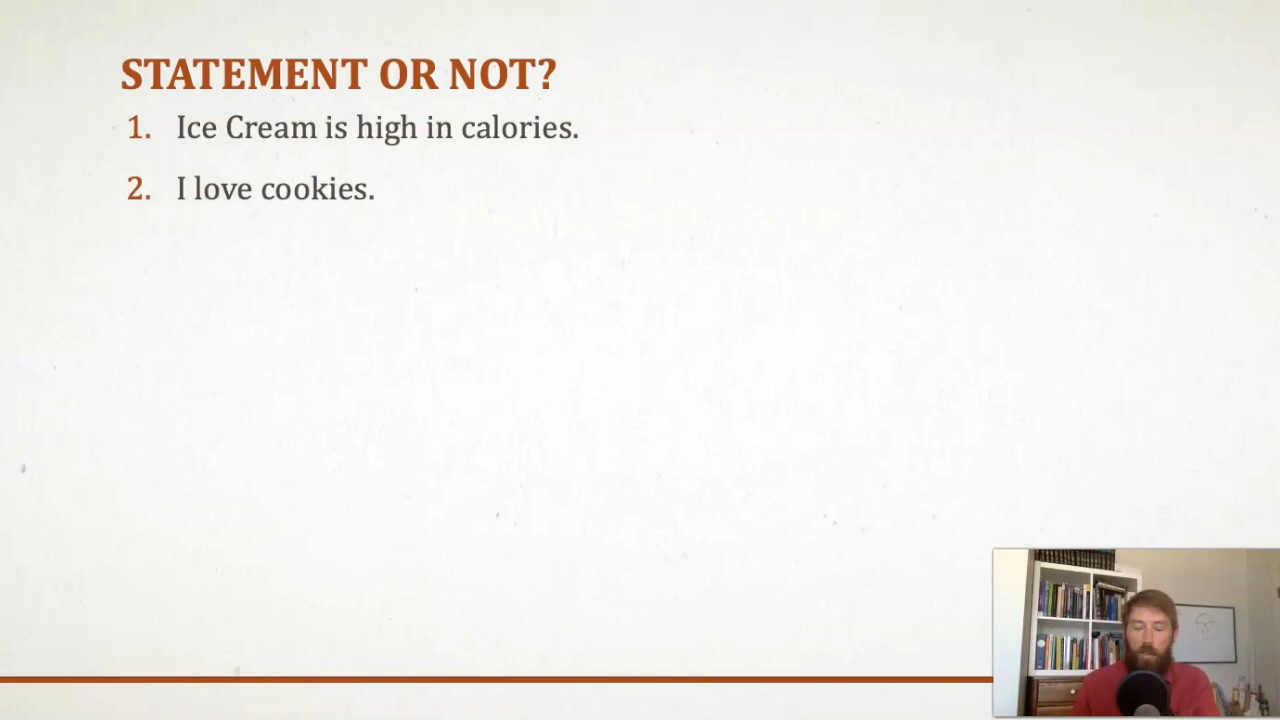 STATEMENT OR NOT?
1. Ice Cream is high in calories.
2. I love cookies.